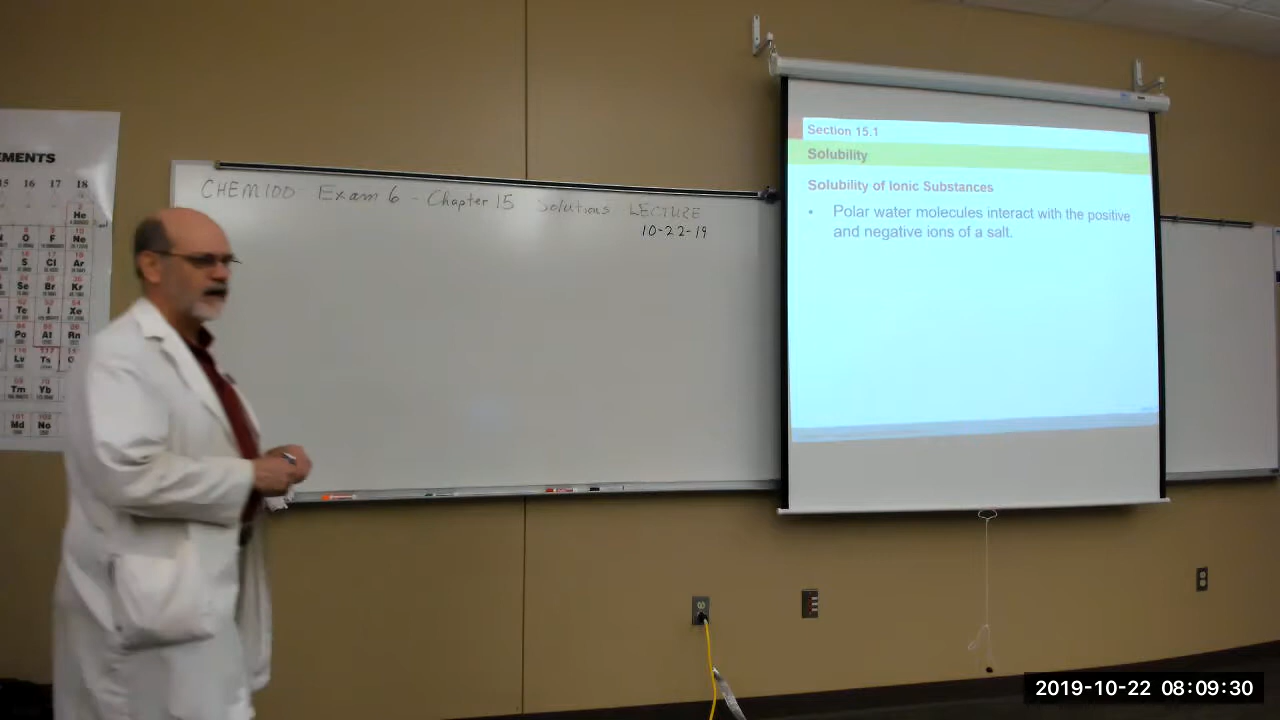 EMENTS
15 16 17 18
He
O F Ne
S Cl Ar
Se Br Kr
Te I Xe
Po At Rn
Lv Ts O
Tm Yb
Md No
CHEM100 Exam 6 - Chapter 15 Solutions LECTURE
10-22-19
Section 15.1
Solubility
Solubility of Ionic Substances
• Polar water molecules interact with the positive
and negative ions of a salt.
2019-10-22 08:09:30